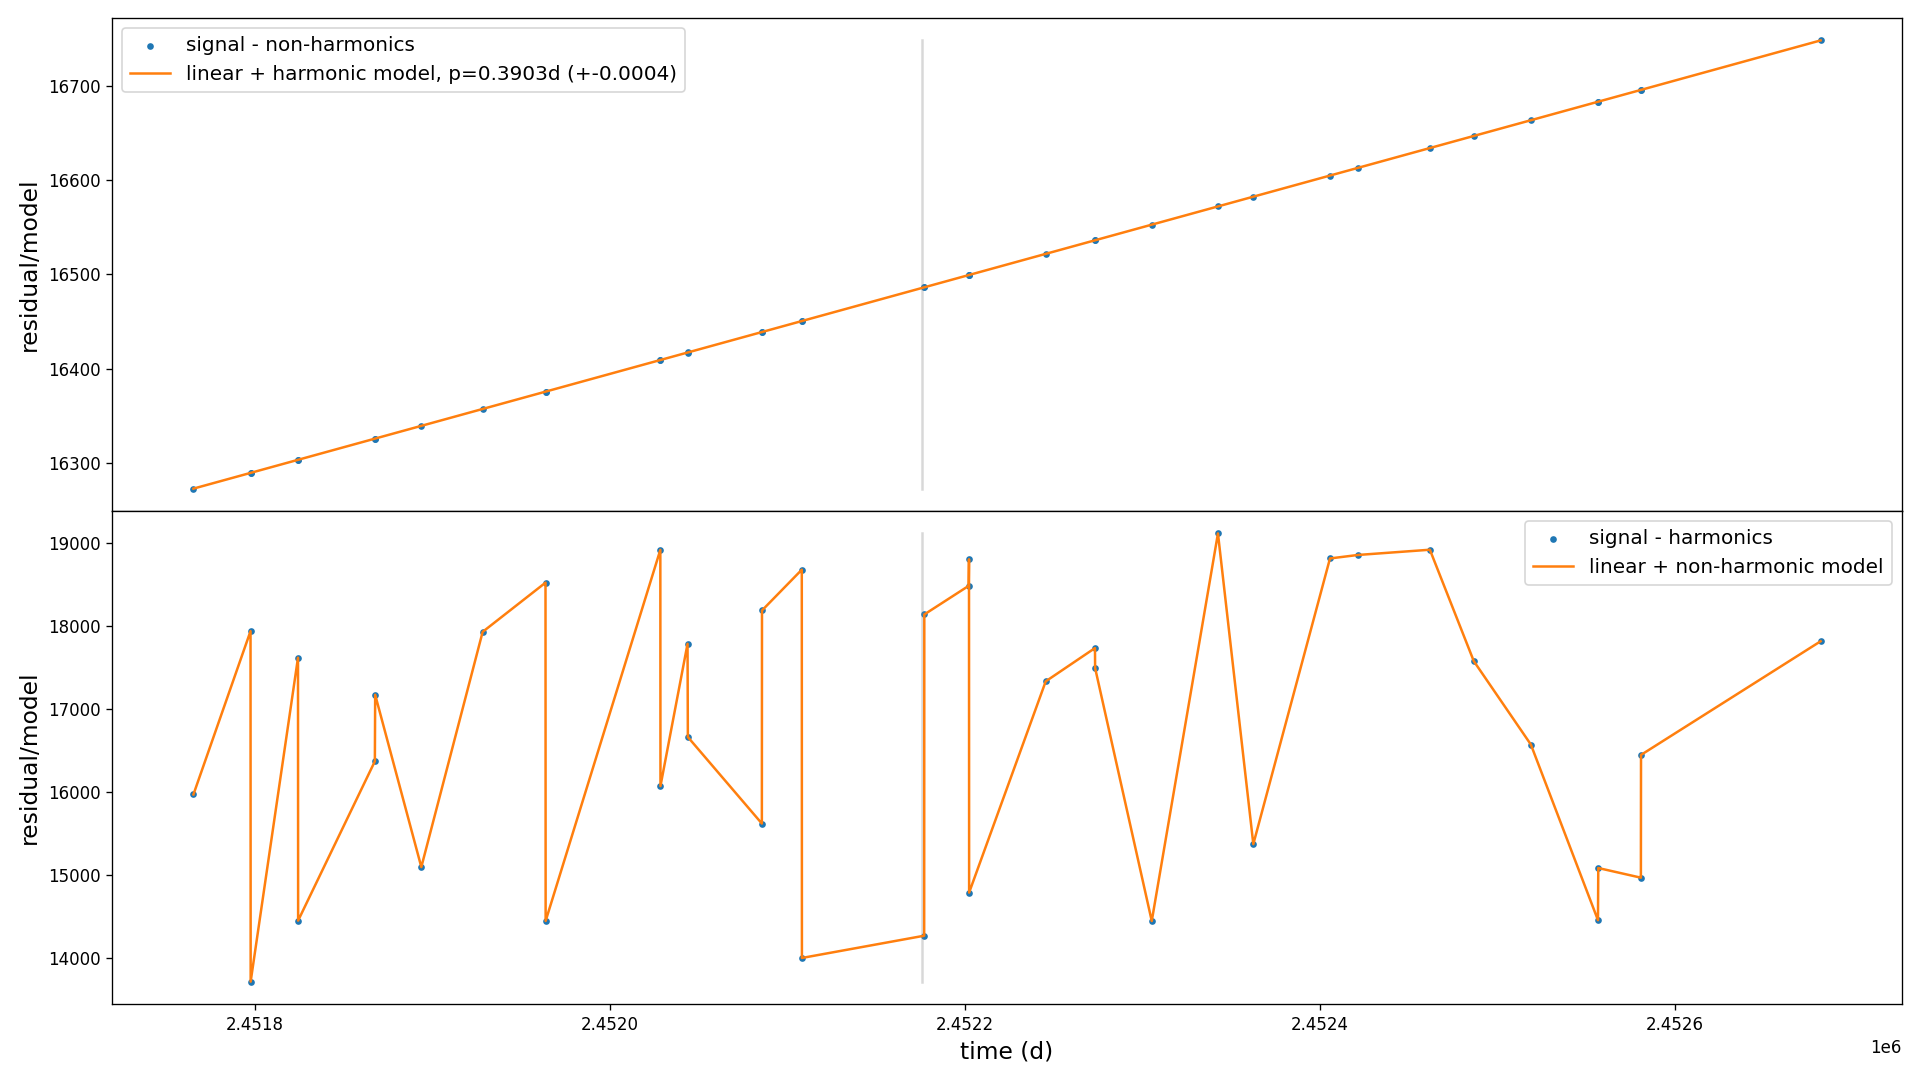 signal - non-harmonics
linear + harmonic model, p=0.3903d (+-0.0004)
16700
16600
16500
16400
16300
residual/model
signal - harmonics
linear + non-harmonic model
19000
18000
17000
16000
15000
14000
residual/model
2.4518 2.4520 2.4522 2.4524 2.4526
time (d)
1e6